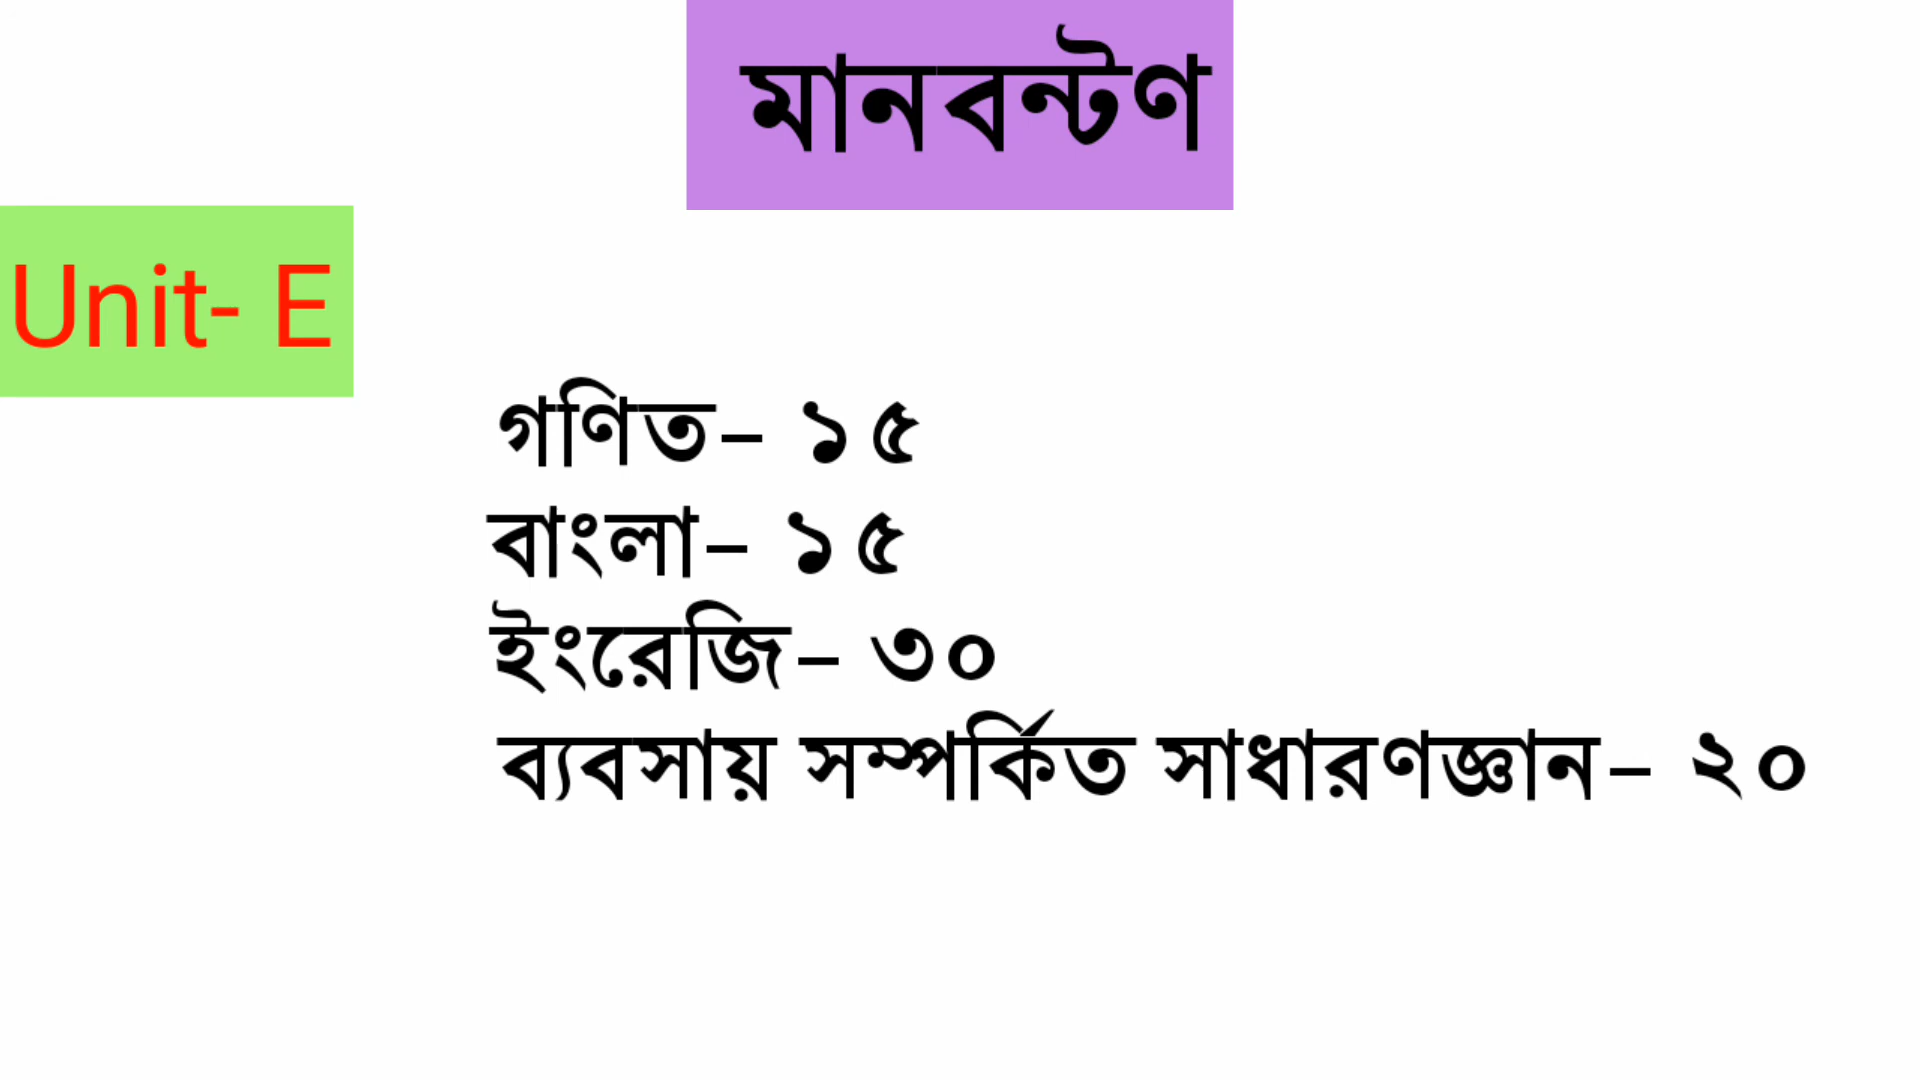 মানবন্টণ
Unit- E
গণিত– ১৫
বাংলা– ১৫
ইংরেজি– ৩০
ব্যবসায় সম্পর্কিত সাধারণজ্ঞান– ২০